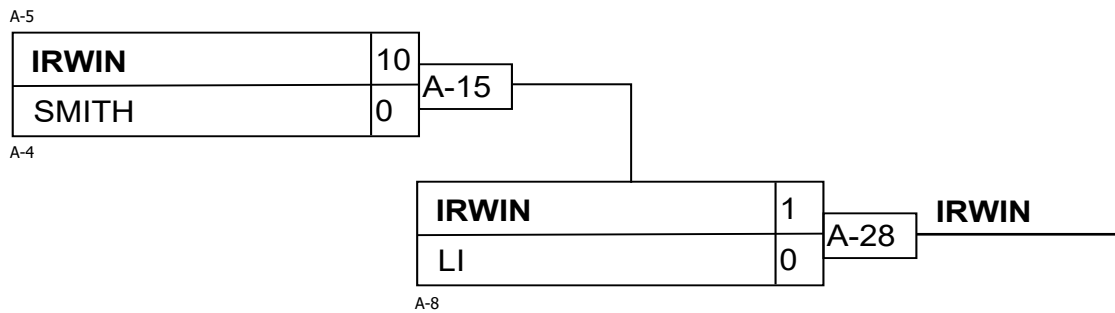 A-5
IRWIN 10
A-15
SMITH 0
A-4
IRWIN 1
IRWIN
A-28
LI 0
A-8